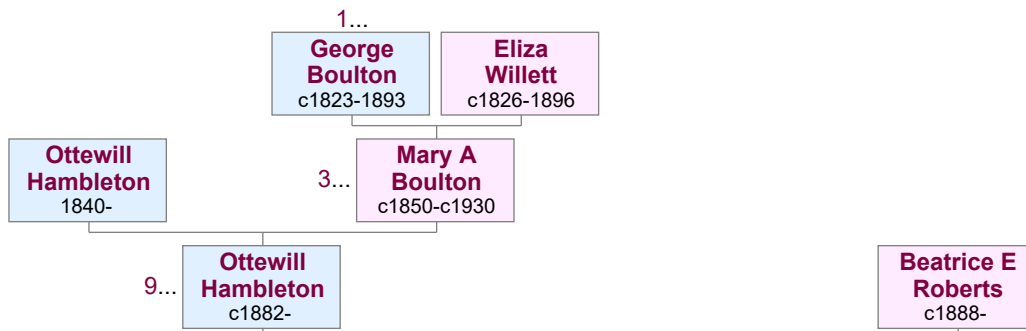 1...
George
Boulton
c1823-1893
Eliza
Willett
c1826-1896
Ottewill
Hambleton
1840-
3...
Mary A
Boulton
c1850-c1930
9...
Ottewill
Hambleton
c1882-
Beatrice E
Roberts
c1888-